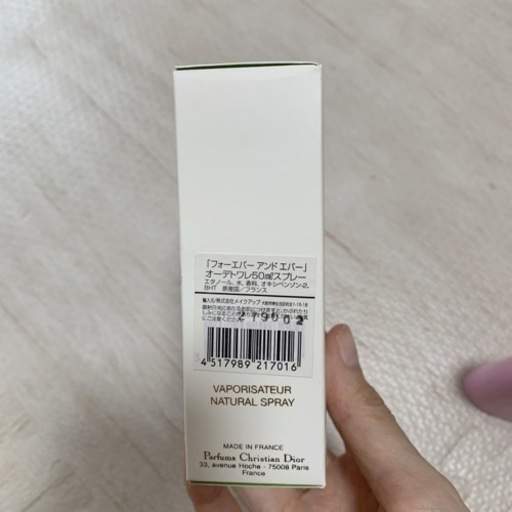 「フォーエバー アンド エバー」
オーデトワレ50㎖スプレー
エタノール、水、香料、オキシベンゾン-2、
BHT 原産国／フランス
輸入元/株式会社メイクアップ
4 517989 217016
VAPORISATEUR
NATURAL SPRAY
MADE IN FRANCE
Parfums Christian Dior
33, avenue Hoche - 75008 Paris
France